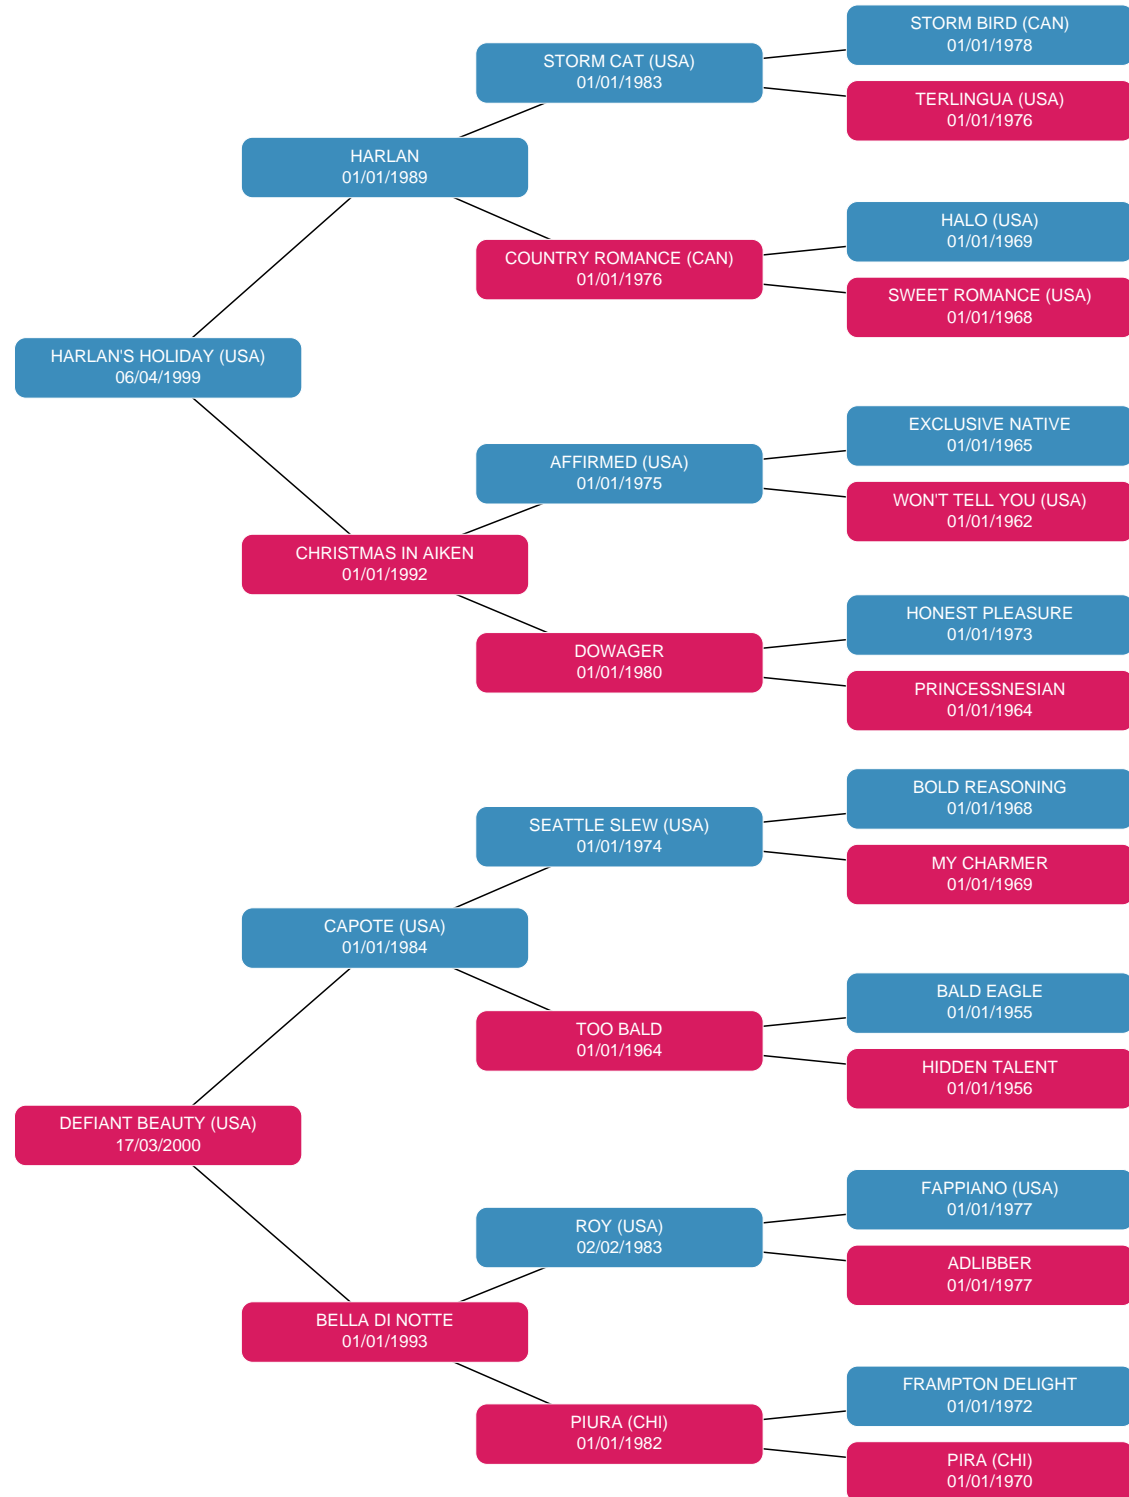 STORM BIRD (CAN)
01/01/1978
STORM CAT (USA)
01/01/1983
TERLINGUA (USA)
01/01/1976
HARLAN
01/01/1989
HALO (USA)
01/01/1969
COUNTRY ROMANCE (CAN)
01/01/1976
SWEET ROMANCE (USA)
01/01/1968
HARLAN'S HOLIDAY (USA)
06/04/1999
EXCLUSIVE NATIVE
01/01/1965
AFFIRMED (USA)
01/01/1975
WON'T TELL YOU (USA)
01/01/1962
CHRISTMAS IN AIKEN
01/01/1992
HONEST PLEASURE
01/01/1973
DOWAGER
01/01/1980
PRINCESSNESIAN
01/01/1964
BOLD REASONING
01/01/1968
SEATTLE SLEW (USA)
01/01/1974
MY CHARMER
01/01/1969
CAPOTE (USA)
01/01/1984
BALD EAGLE
01/01/1955
TOO BALD
01/01/1964
HIDDEN TALENT
01/01/1956
DEFIANT BEAUTY (USA)
17/03/2000
FAPPIANO (USA)
01/01/1977
ROY (USA)
02/02/1983
ADLIBBER
01/01/1977
BELLA DI NOTTE
01/01/1993
FRAMPTON DELIGHT
01/01/1972
PIURA (CHI)
01/01/1982
PIRA (CHI)
01/01/1970